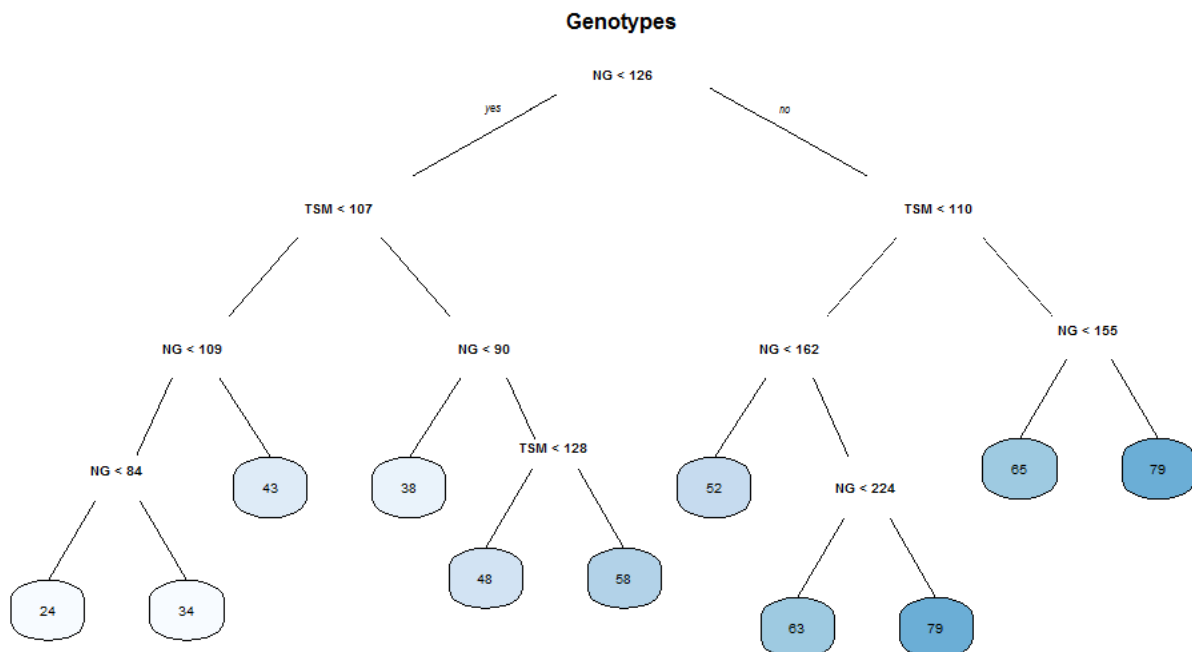 Genotypes
NG < 126
yes
no
TSM < 107
TSM < 110
NG < 109
NG < 90
NG < 162
NG < 155
NG < 84
43
38
TSM < 128
52
NG < 224
65
79
24
34
48
58
63
79